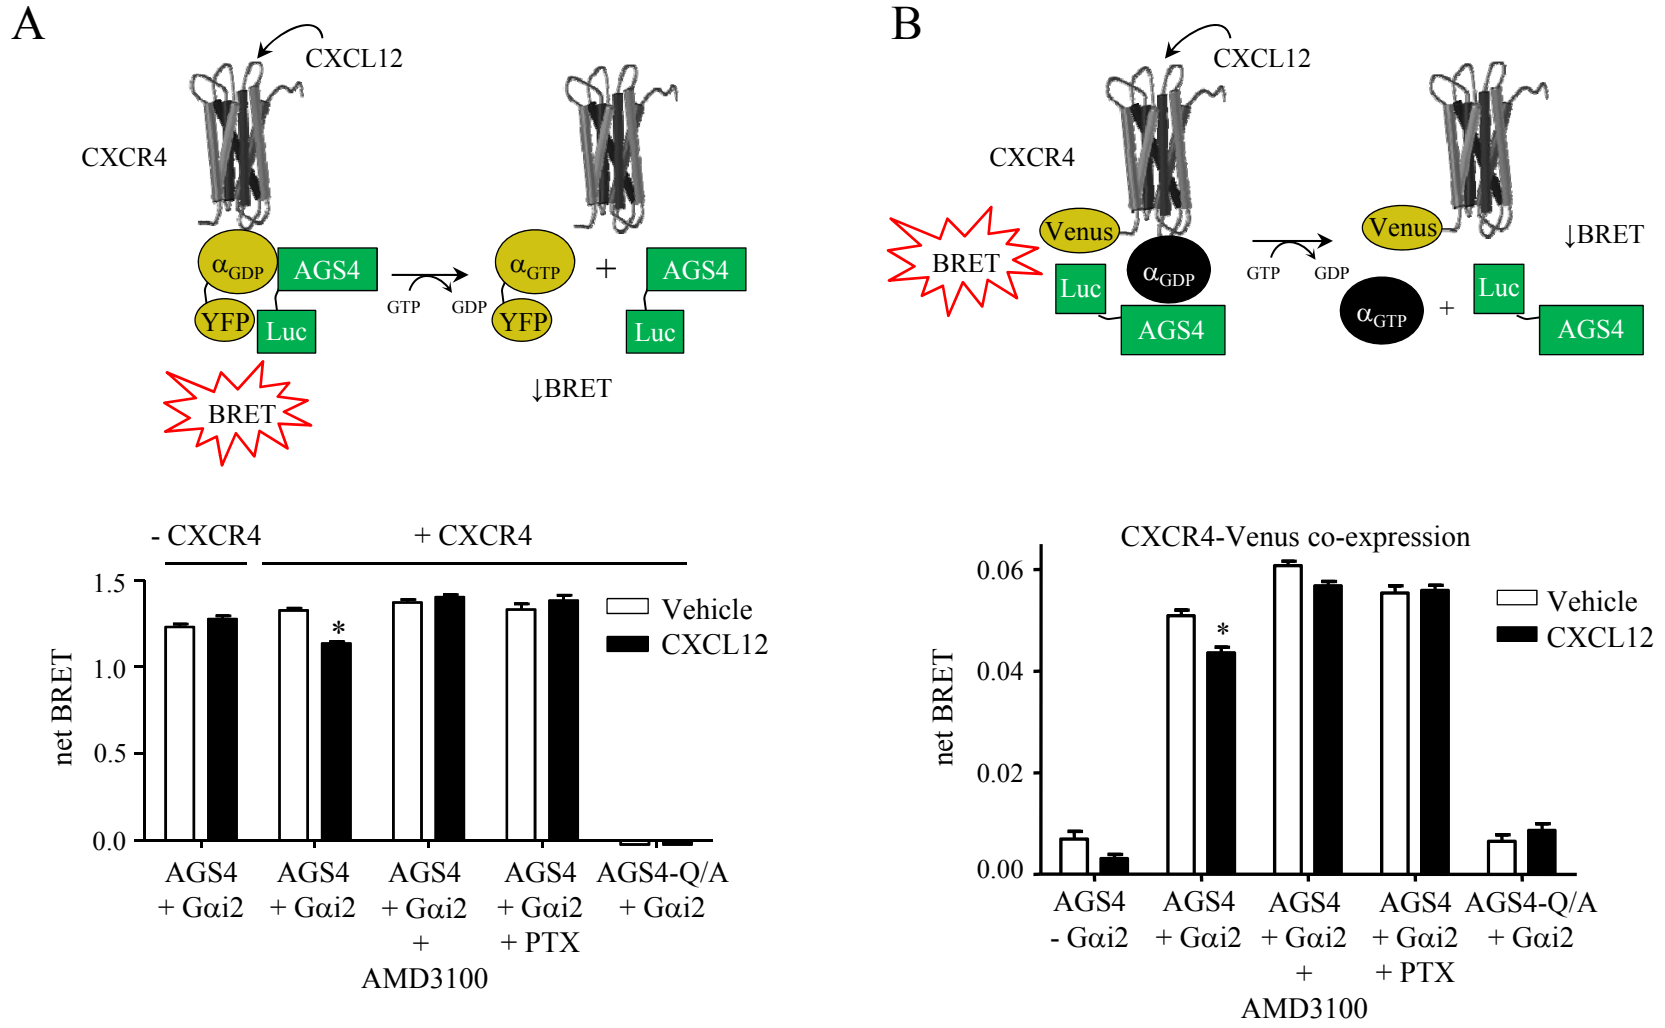 A
CXCL12
CXCR4
αGDP
AGS4
YFP
Luc
GTP
GDP
αGTP
+
AGS4
YFP
Luc
BRET
↓BRET
- CXCR4
+ CXCR4
net BRET
1.5
1.0
0.5
0.0
*
Vehicle
CXCL12
AGS4
+ Gαi2
AGS4
+ Gαi2
AGS4
+ Gαi2
+
AMD3100
AGS4
+ Gαi2
+ PTX
AGS4-Q/A
+ Gαi2
B
CXCL12
CXCR4
Venus
BRET
Luc
αGDP
AGS4
GTP
GDP
Venus
↓BRET
αGTP
+
Luc
AGS4
CXCR4-Venus co-expression
net BRET
0.06
0.04
0.02
0.00
*
Vehicle
CXCL12
AGS4
- Gαi2
AGS4
+ Gαi2
AGS4
+ Gαi2
+
AMD3100
AGS4
+ Gαi2
+ PTX
AGS4-Q/A
+ Gαi2